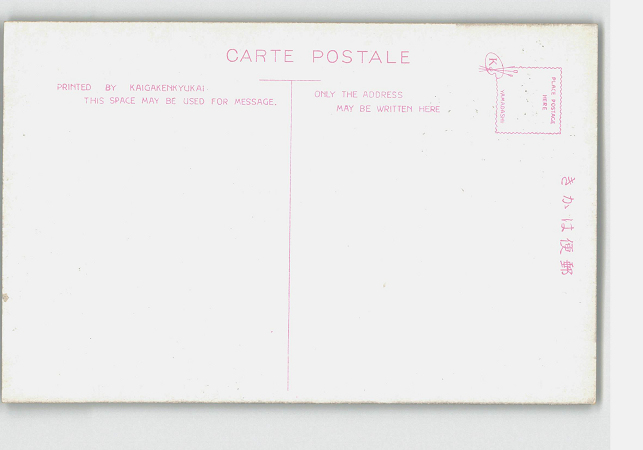 CARTE POSTALE
PRINTED BY KAIGAKENKYUKAI
THIS SPACE MAY BE USED FOR MESSAGE.
ONLY THE ADDRESS
MAY BE WRITTEN HERE
PLACE POSTAGE
HERE
きかは便郵